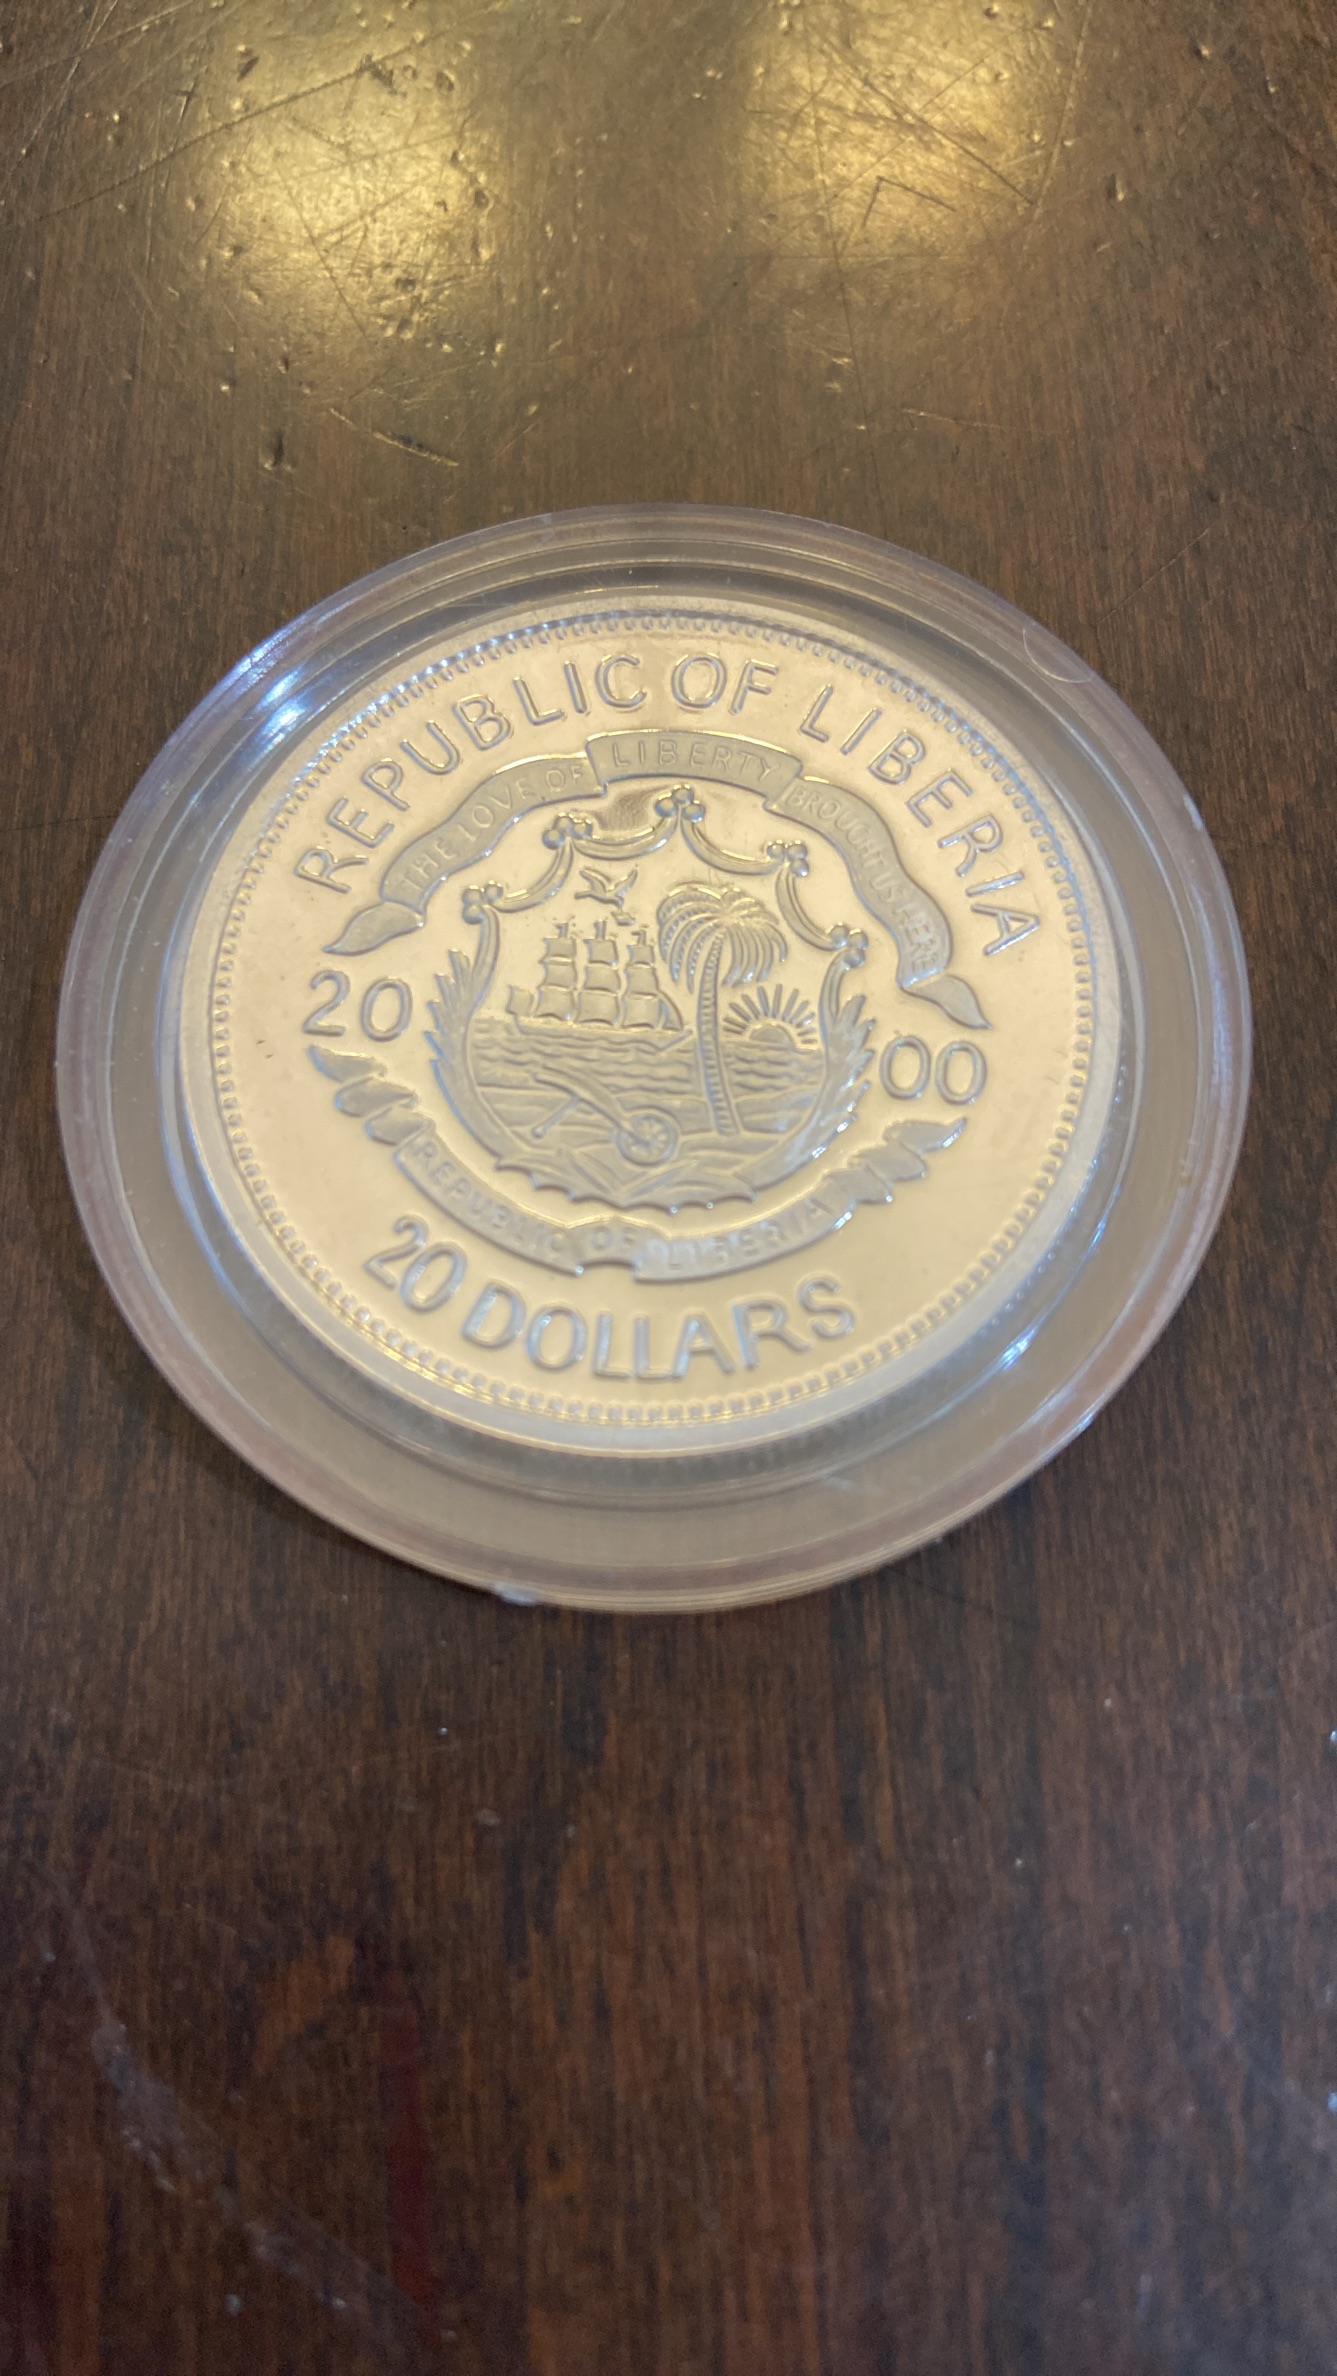 REPUBLIC OF LIBERIA
THE LOVE OF LIBERTY BROUGHT US HERE
20 00
REPUBLIC OF LIBERIA
20 DOLLARS